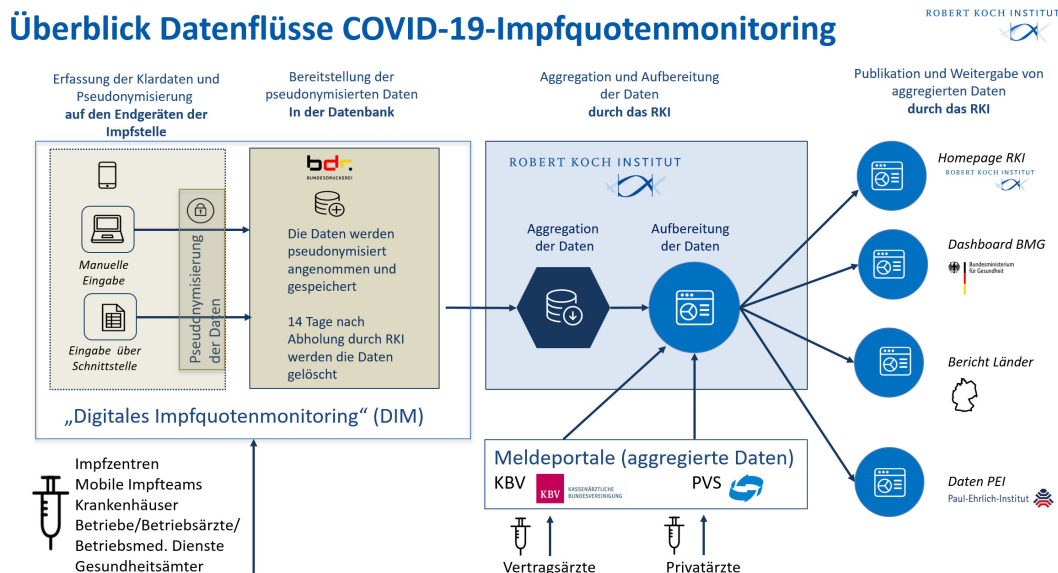 Überblick Datenflüsse COVID-19-Impfquotenmonitoring
ROBERT KOCH INSTITUT
Erfassung der Klardaten und
Pseudonymisierung
auf den Endgeräten der
Impfstelle
Bereitstellung der
pseudonymisierten Daten
In der Datenbank
Aggregation und Aufbereitung
der Daten
durch das RKI
Publikation und Weitergabe von
aggregierten Daten
durch das RKI
Manuelle
Eingabe
Eingabe über
Schnittstelle
Pseudonymisierung
der Daten
bdr.
BUNDESDRUCKEREI
Die Daten werden
pseudonymisiert
angenommen und
gespeichert
14 Tage nach
Abholung durch RKI
werden die Daten
gelöscht
„Digitales Impfquotenmonitoring“ (DIM)
ROBERT KOCH INSTITUT
Aggregation
der Daten
Aufbereitung
der Daten
Homepage RKI
ROBERT KOCH INSTITUT
Dashboard BMG
Bundesministerium
für Gesundheit
Bericht Länder
Daten PEI
Paul-Ehrlich-Institut
Meldeportale (aggregierte Daten)
KBV
KBV
KASSENÄRZTLICHE
BUNDESVEREINIGUNG
PVS
Impfzentren
Mobile Impfteams
Krankenhäuser
Betriebe/Betriebsärzte/
Betriebsmed. Dienste
Gesundheitsämter
Vertragsärzte
Privatärzte